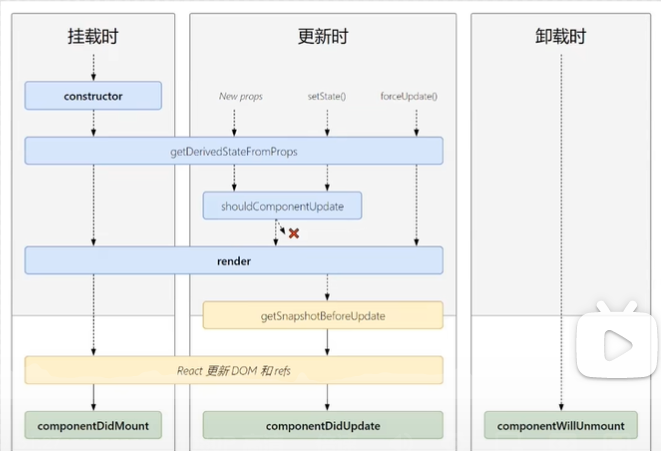 挂载时
更新时
卸载时
constructor
New props
setState()
forceUpdate()
getDerivedStateFromProps
shouldComponentUpdate
render
getSnapshotBeforeUpdate
React 更新 DOM 和 refs
componentDidMount
componentDidUpdate
componentWillUnmount